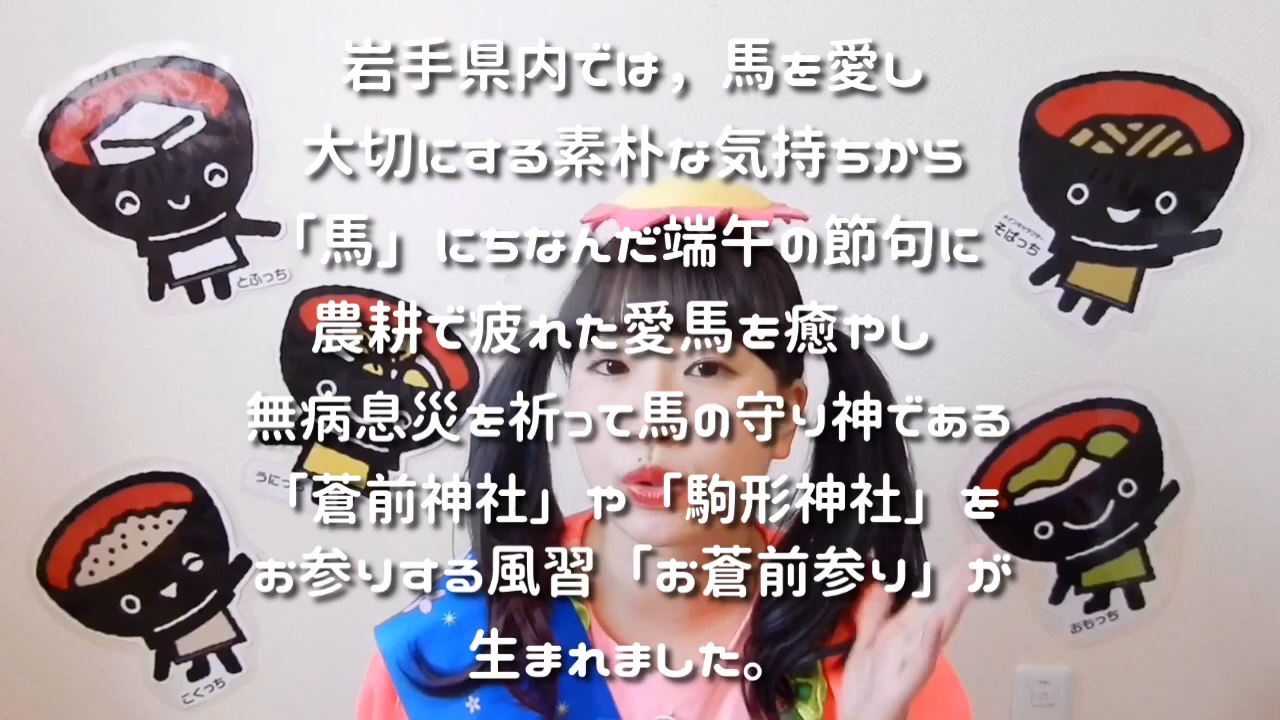 岩手県内では，馬を愛し
大切にする素朴な気持ちから
「馬」にちなんだ端午の節句に
農耕で疲れた愛馬を癒やし
無病息災を祈って馬の守り神である
「蒼前神社」や「駒形神社」を
お参りする風習「お蒼前参り」が
生まれました。
とふっち
そばっち
うにっ
こくっち
おもっち